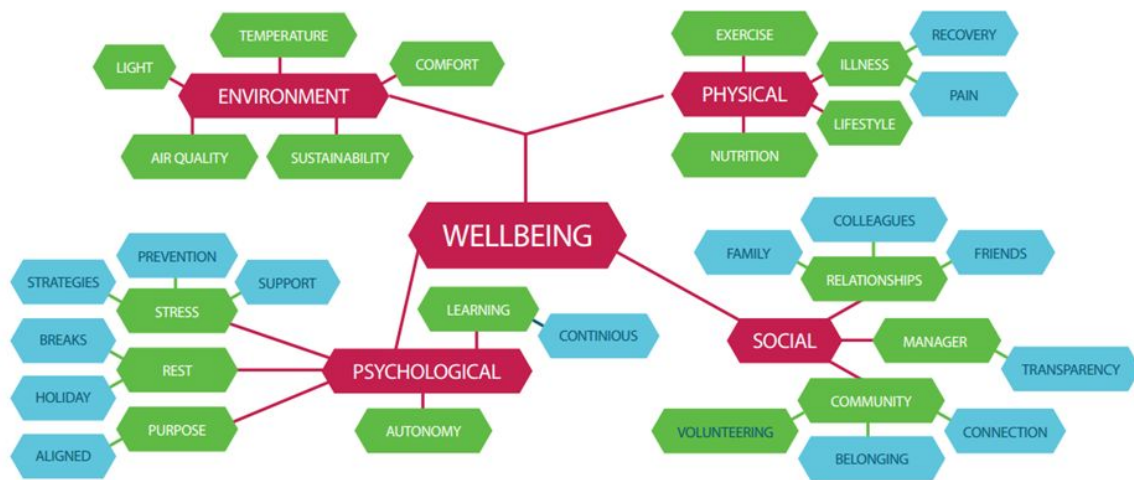 TEMPERATURE
LIGHT
COMFORT
ENVIRONMENT
AIR QUALITY
SUSTAINABILITY
EXERCISE
RECOVERY
ILLNESS
PHYSICAL
PAIN
LIFESTYLE
NUTRITION
WELLBEING
PREVENTION
STRATEGIES
SUPPORT
STRESS
BREAKS
REST
HOLIDAY
PURPOSE
ALIGNED
LEARNING
CONTINIOUS
PSYCHOLOGICAL
AUTONOMY
COLLEAGUES
FAMILY
FRIENDS
RELATIONSHIPS
SOCIAL
MANAGER
TRANSPARENCY
COMMUNITY
VOLUNTEERING
CONNECTION
BELONGING